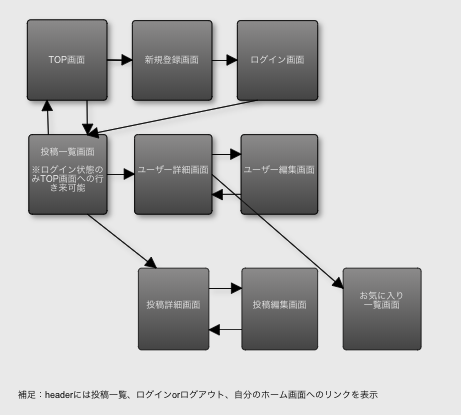 TOP画面
新規登録画面
ログイン画面
投稿一覧画面
※ログイン状態の
みTOP画面への行
き来可能
ユーザー詳細画面
ユーザー編集画面
投稿詳細画面
投稿編集画面
お気に入り
一覧画面
補足：headerには投稿一覧、ログインorログアウト、自分のホーム画面へのリンクを表示